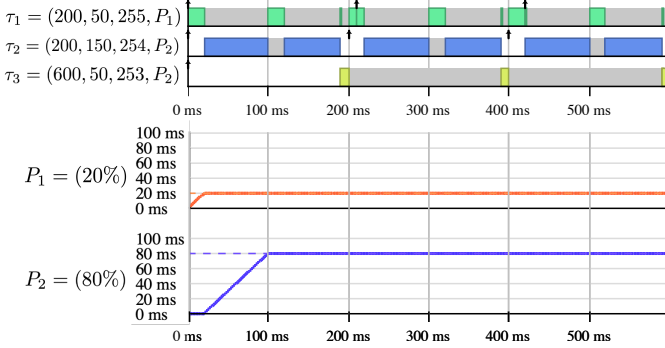 τ₁ = (200, 50, 255, P₁)
τ₂ = (200, 150, 254, P₂)
τ₃ = (600, 50, 253, P₂)
0 ms 100 ms 200 ms 300 ms 400 ms 500 ms
100 ms
80 ms
60 ms
P₁ = (20%) 40 ms
20 ms
0 ms
100 ms
80 ms
60 ms
P₂ = (80%) 40 ms
20 ms
0 ms
0 ms 100 ms 200 ms 300 ms 400 ms 500 ms